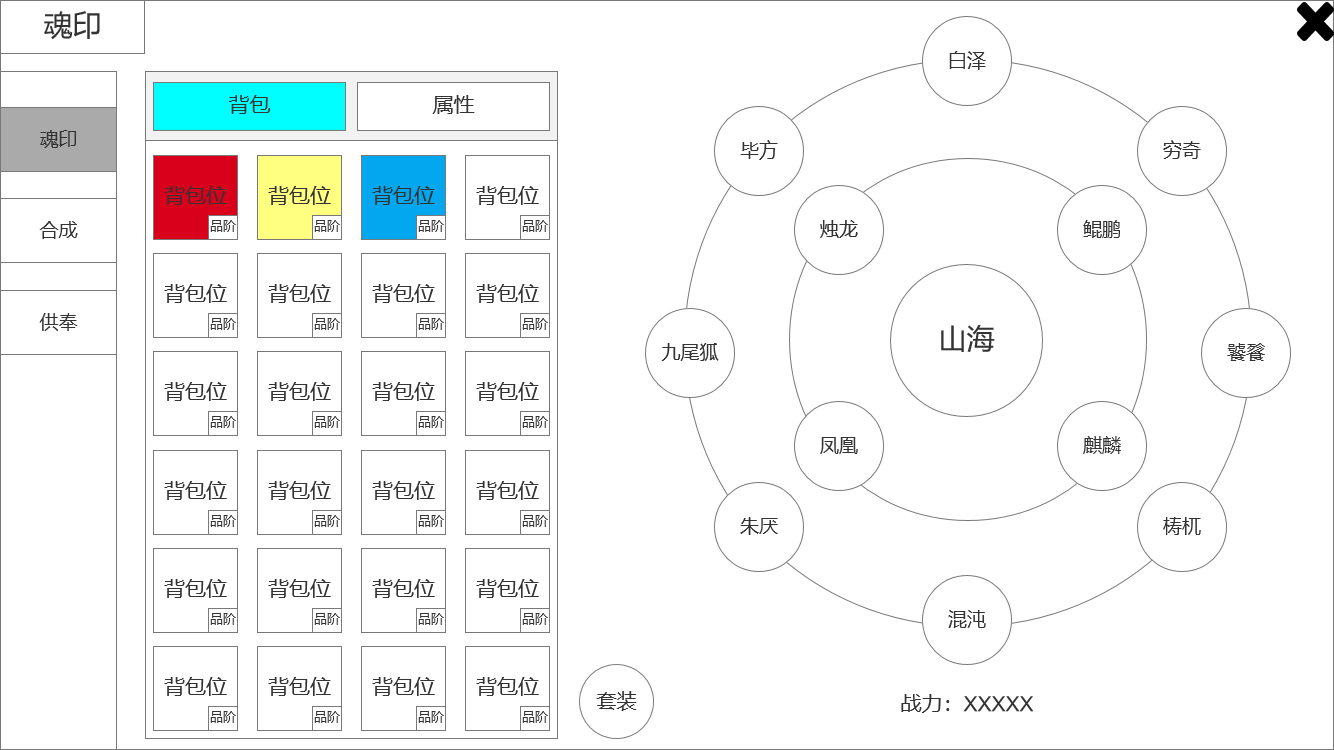 魂印
魂印
合成
供奉
背包 属性
背包位 背包位 背包位 背包位
品阶 品阶 品阶 品阶
背包位 背包位 背包位 背包位
品阶 品阶 品阶 品阶
背包位 背包位 背包位 背包位
品阶 品阶 品阶 品阶
背包位 背包位 背包位 背包位
品阶 品阶 品阶 品阶
背包位 背包位 背包位 背包位
品阶 品阶 品阶 品阶
背包位 背包位 背包位 背包位
品阶 品阶 品阶 品阶
白泽
毕方 穷奇
烛龙 鲲鹏
山海
九尾狐 饕餮
凤凰 麒麟
朱厌 梼杌
混沌
套装
战力：XXXXX